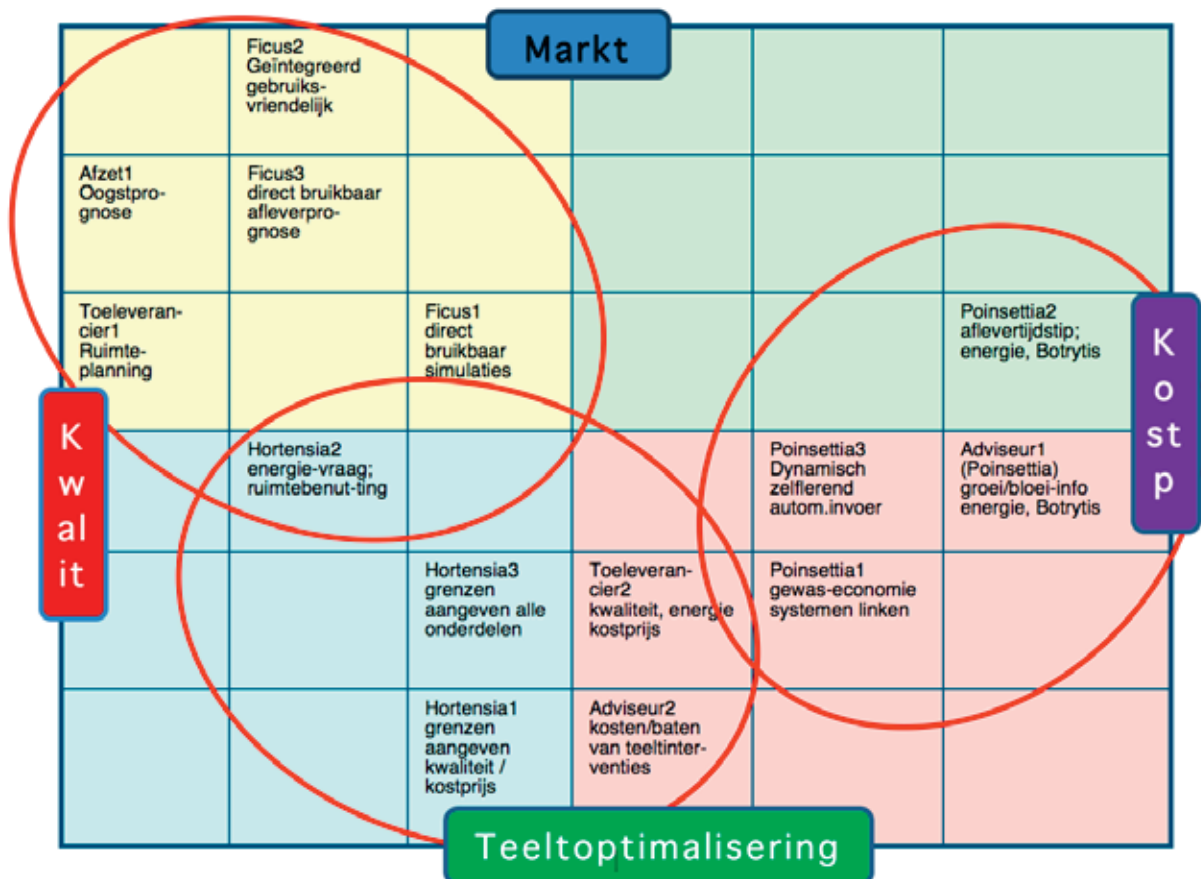 Markt
Ficus2
Geïntegreerd
gebruiks-
vriendelijk
Afzet1
Oogstpro-
gnose
Ficus3
direct bruikbaar
afleverpro-
gnose
Toeleveran-
cier1
Ruimte-
planning
Ficus1
direct
bruikbaar
simulaties
Poinsettia2
aflevertijdstip;
energie, Botrytis
K
o
st
p
K
w
al
it
Hortensia2
energie-vraag;
ruimtebenut-ting
Poinsettia3
Dynamisch
zelflerend
autom.invoer
Adviseur1
(Poinsettia)
groei/bloei-info
energie, Botrytis
Hortensia3
grenzen
aangeven alle
onderdelen
Toeleveran-
cier2
kwaliteit, energie
kostprijs
Poinsettia1
gewas-economie
systemen linken
Hortensia1
grenzen
aangeven
kwaliteit /
kostprijs
Adviseur2
kosten/baten
van teeltinter-
venties
Teeltoptimalisering